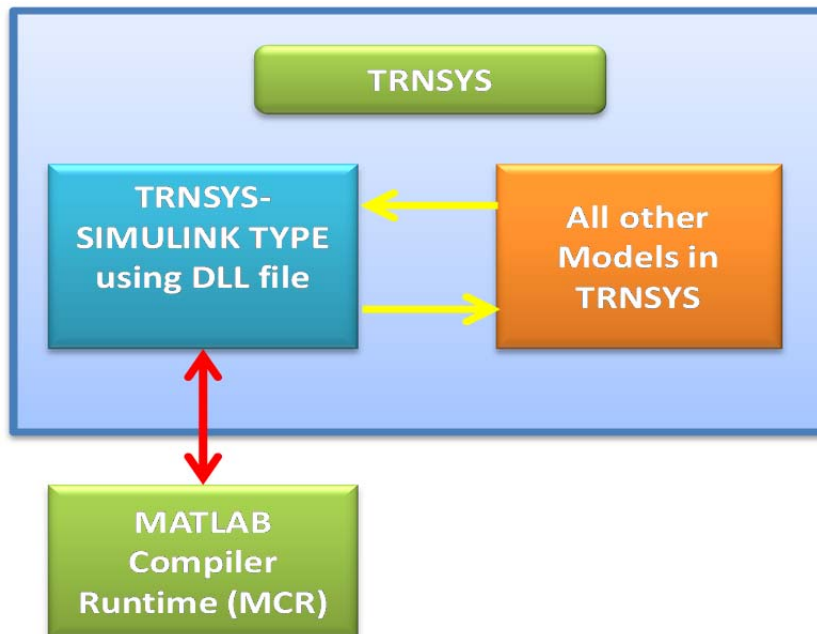 TRNSYS
TRNSYS-
SIMULINK TYPE
using DLL file
All other
Models in
TRNSYS
MATLAB
Compiler
Runtime (MCR)